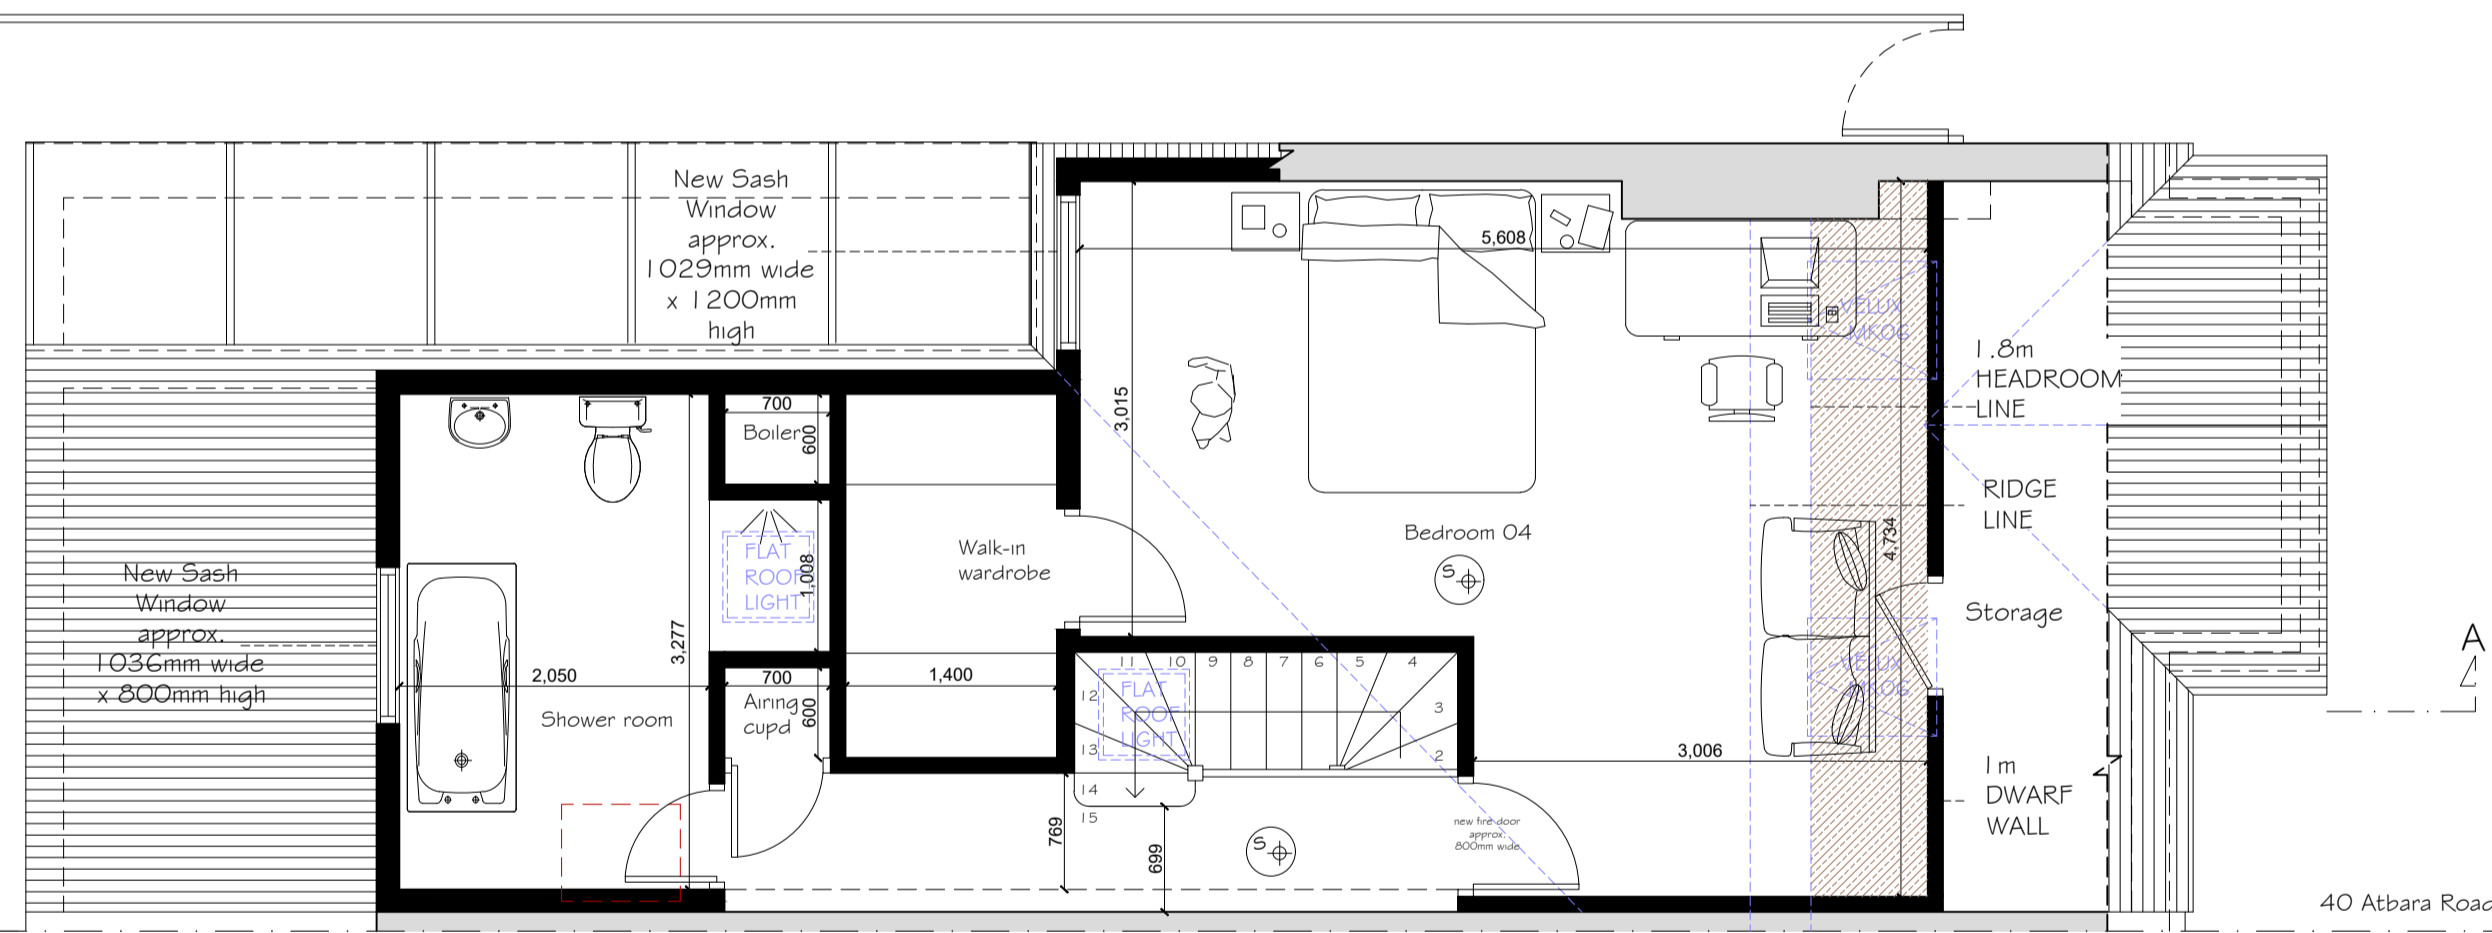 New Sash
Window
approx.
1029mm wide
x 1200mm
high
5,608
VELUX
MK06
1.8m
HEADROOM
LINE
3,015
700
Boiler
600
RIDGE
LINE
4,734
Bedroom 04
S
Walk-in
wardrobe
FLAT
ROOF
LIGHT
1,008
New Sash
Window
approx.
1036mm wide
x 800mm high
Storage
A
3,277
2,050
700
1,400
Airing
cupd
600
Shower room
11 10 9 8 7 6 5 4
12
3
13
2
14
15
FLAT
ROOF
LIGHT
VELUX
MK06
3,006
1m
DWARF
WALL
769
699
S
new fire door
approx.
800mm wide
40 Atbara Road